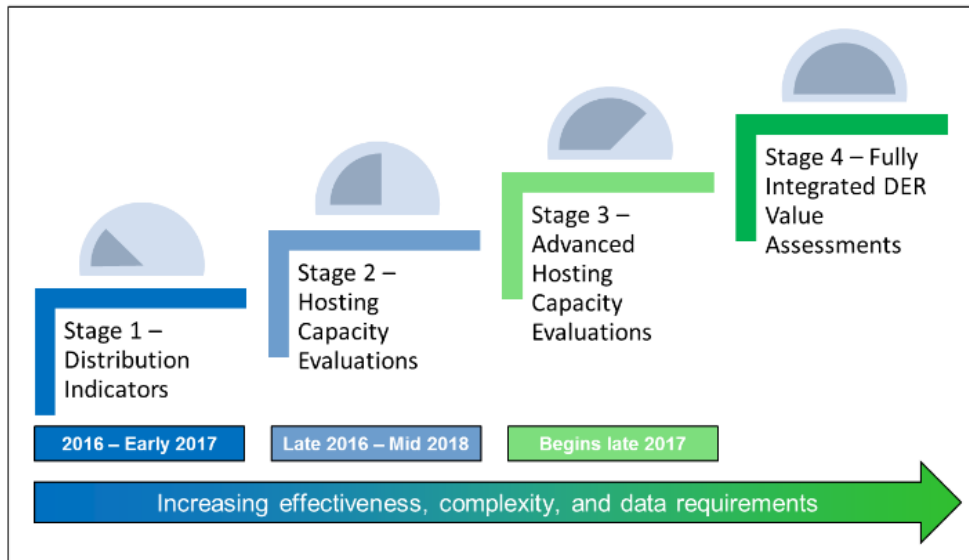 Stage 1 –
Distribution
Indicators
Stage 2 –
Hosting
Capacity
Evaluations
Stage 3 –
Advanced
Hosting
Capacity
Evaluations
Stage 4 – Fully
Integrated DER
Value
Assessments
2016 – Early 2017
Late 2016 – Mid 2018
Begins late 2017
Increasing effectiveness, complexity, and data requirements